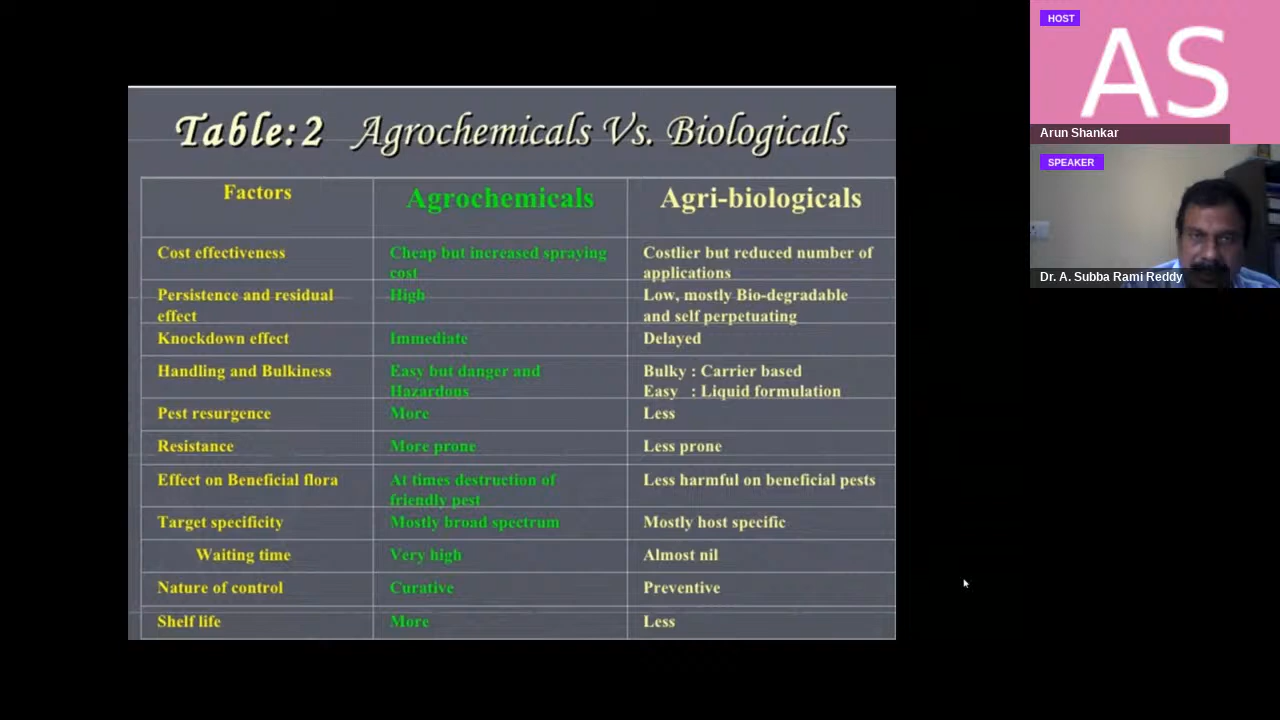 Table:2 Agrochemicals Vs. Biologicals
Factors Agrochemicals Agri-biologicals
Cost effectiveness Cheap but increased spraying cost Costlier but reduced number of applications
Persistence and residual effect High Low, mostly Bio-degradable and self perpetuating
Knockdown effect Immediate Delayed
Handling and Bulkiness Easy but danger and Hazardous Bulky : Carrier based Easy : Liquid formulation
Pest resurgence More Less
Resistance More prone Less prone
Effect on Beneficial flora At times destruction of friendly pest Less harmful on beneficial pests
Target specificity Mostly broad spectrum Mostly host specific
Waiting time Very high Almost nil
Nature of control Curative Preventive
Shelf life More Less
HOST
AS
Arun Shankar
SPEAKER
Dr. A. Subba Rami Reddy